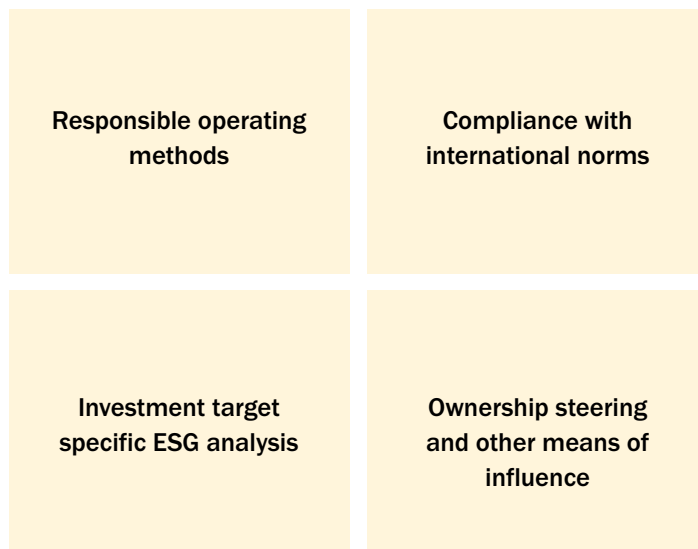 Responsible operating
methods
Compliance with
international norms
Investment target
specific ESG analysis
Ownership steering
and other means of
influence